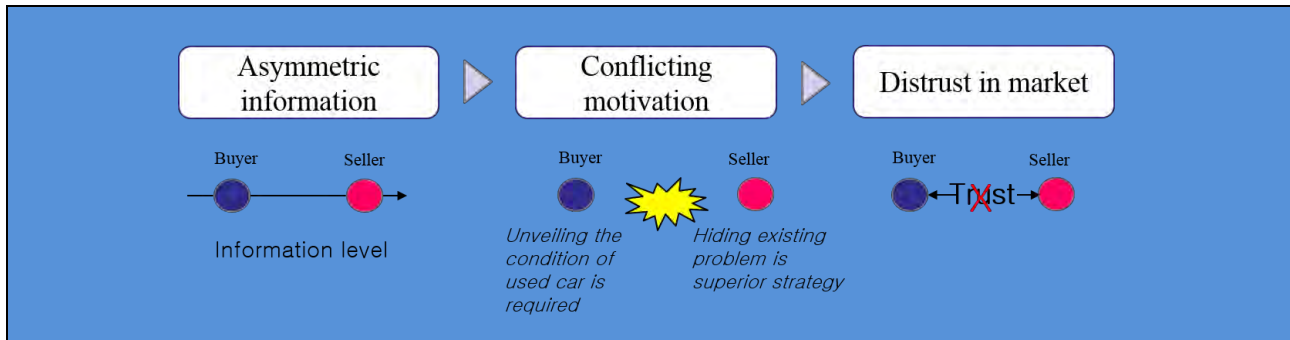 Asymmetric
information
Conflicting
motivation
Distrust in market
Buyer
Seller
Information level
Buyer
Seller
Unveiling the
condition of
used car is
required
Hiding existing
problem is
superior strategy
Buyer
Seller
Trust
X